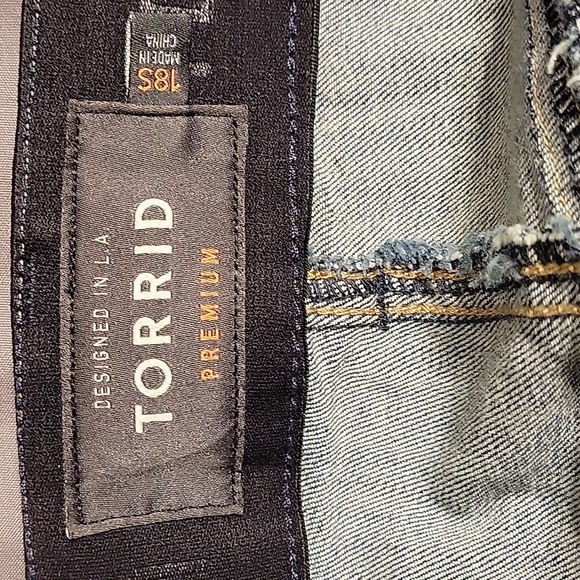 DESIGNED IN L.A.
TORRID
PREMIUM
18S
MADE IN
CHINA